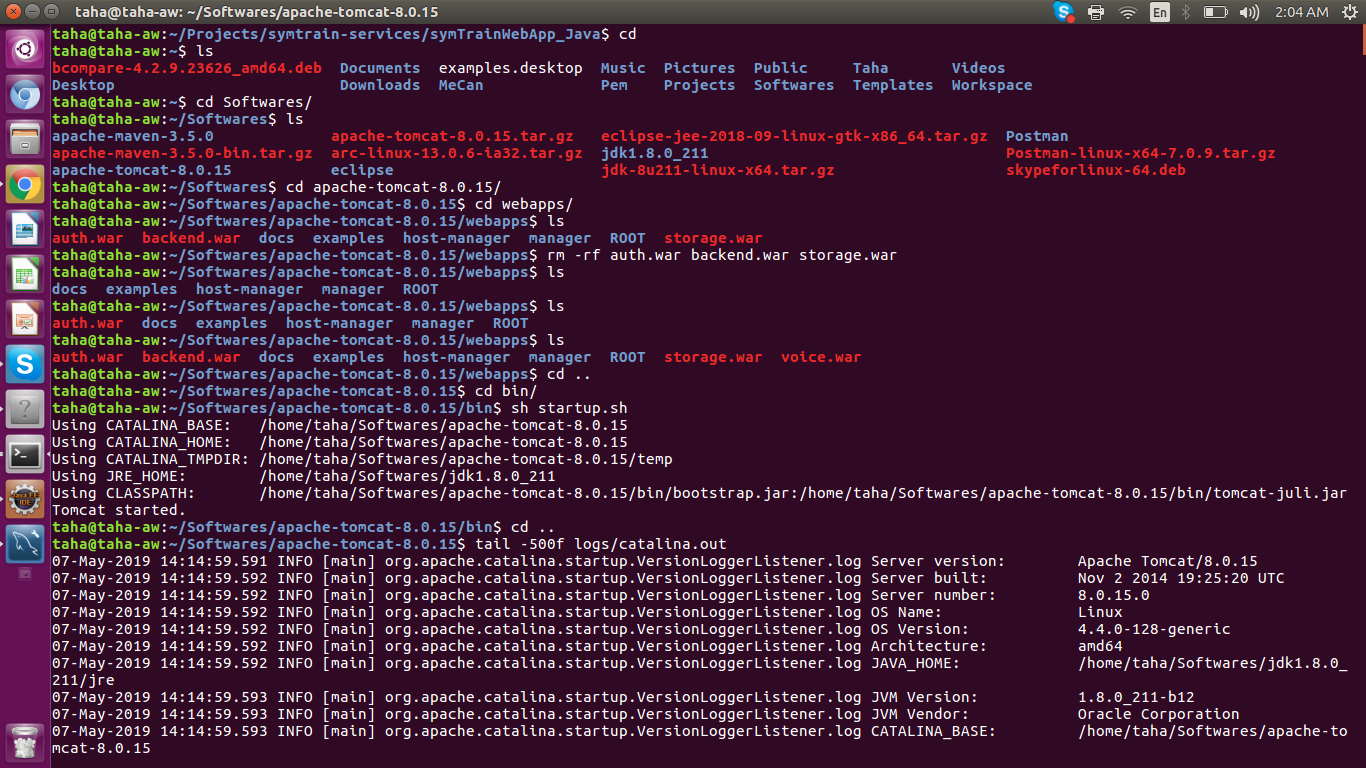 taha@taha-aw: ~/Softwares/apache-tomcat-8.0.15
En
2:04 AM
taha@taha-aw:~/Projects/symtrain-services/symTrainWebApp_Java$ cd
taha@taha-aw:~$ ls
bcompare-4.2.9.23626_amd64.deb  Documents  examples.desktop  Music  Pictures  Public     Taha       Videos
Desktop                         Downloads  MeCan             Pem    Projects  Softwares  Templates  Workspace
taha@taha-aw:~$ cd Softwares/
taha@taha-aw:~/Softwares$ ls
apache-maven-3.5.0             apache-tomcat-8.0.15.tar.gz   eclipse-jee-2018-09-linux-gtk-x86_64.tar.gz  Postman
apache-maven-3.5.0-bin.tar.gz  arc-linux-13.0.6-ia32.tar.gz  jdk1.8.0_211                                 Postman-linux-x64-7.0.9.tar.gz
apache-tomcat-8.0.15           eclipse                       jdk-8u211-linux-x64.tar.gz                   skypeforlinux-64.deb
taha@taha-aw:~/Softwares$ cd apache-tomcat-8.0.15/
taha@taha-aw:~/Softwares/apache-tomcat-8.0.15$ cd webapps/
taha@taha-aw:~/Softwares/apache-tomcat-8.0.15/webapps$ ls
auth.war  backend.war  docs  examples  host-manager  manager  ROOT  storage.war
taha@taha-aw:~/Softwares/apache-tomcat-8.0.15/webapps$ rm -rf auth.war backend.war storage.war
taha@taha-aw:~/Softwares/apache-tomcat-8.0.15/webapps$ ls
docs  examples  host-manager  manager  ROOT
taha@taha-aw:~/Softwares/apache-tomcat-8.0.15/webapps$ ls
auth.war  docs  examples  host-manager  manager  ROOT
taha@taha-aw:~/Softwares/apache-tomcat-8.0.15/webapps$ ls
auth.war  backend.war  docs  examples  host-manager  manager  ROOT  storage.war  voice.war
taha@taha-aw:~/Softwares/apache-tomcat-8.0.15/webapps$ cd ..
taha@taha-aw:~/Softwares/apache-tomcat-8.0.15$ cd bin/
taha@taha-aw:~/Softwares/apache-tomcat-8.0.15/bin$ sh startup.sh
Using CATALINA_BASE:   /home/taha/Softwares/apache-tomcat-8.0.15
Using CATALINA_HOME:   /home/taha/Softwares/apache-tomcat-8.0.15
Using CATALINA_TMPDIR: /home/taha/Softwares/apache-tomcat-8.0.15/temp
Using JRE_HOME:        /home/taha/Softwares/jdk1.8.0_211
Using CLASSPATH:       /home/taha/Softwares/apache-tomcat-8.0.15/bin/bootstrap.jar:/home/taha/Softwares/apache-tomcat-8.0.15/bin/tomcat-juli.jar
Tomcat started.
taha@taha-aw:~/Softwares/apache-tomcat-8.0.15/bin$ cd ..
taha@taha-aw:~/Softwares/apache-tomcat-8.0.15$ tail -500f logs/catalina.out
07-May-2019 14:14:59.591 INFO [main] org.apache.catalina.startup.VersionLoggerListener.log Server version:        Apache Tomcat/8.0.15
07-May-2019 14:14:59.592 INFO [main] org.apache.catalina.startup.VersionLoggerListener.log Server built:          Nov 2 2014 19:25:20 UTC
07-May-2019 14:14:59.592 INFO [main] org.apache.catalina.startup.VersionLoggerListener.log Server number:         8.0.15.0
07-May-2019 14:14:59.592 INFO [main] org.apache.catalina.startup.VersionLoggerListener.log OS Name:               Linux
07-May-2019 14:14:59.592 INFO [main] org.apache.catalina.startup.VersionLoggerListener.log OS Version:            4.4.0-128-generic
07-May-2019 14:14:59.592 INFO [main] org.apache.catalina.startup.VersionLoggerListener.log Architecture:          amd64
07-May-2019 14:14:59.592 INFO [main] org.apache.catalina.startup.VersionLoggerListener.log JAVA_HOME:             /home/taha/Softwares/jdk1.8.0_
211/jre
07-May-2019 14:14:59.593 INFO [main] org.apache.catalina.startup.VersionLoggerListener.log JVM Version:           1.8.0_211-b12
07-May-2019 14:14:59.593 INFO [main] org.apache.catalina.startup.VersionLoggerListener.log JVM Vendor:            Oracle Corporation
07-May-2019 14:14:59.593 INFO [main] org.apache.catalina.startup.VersionLoggerListener.log CATALINA_BASE:         /home/taha/Softwares/apache-to
mcat-8.0.15